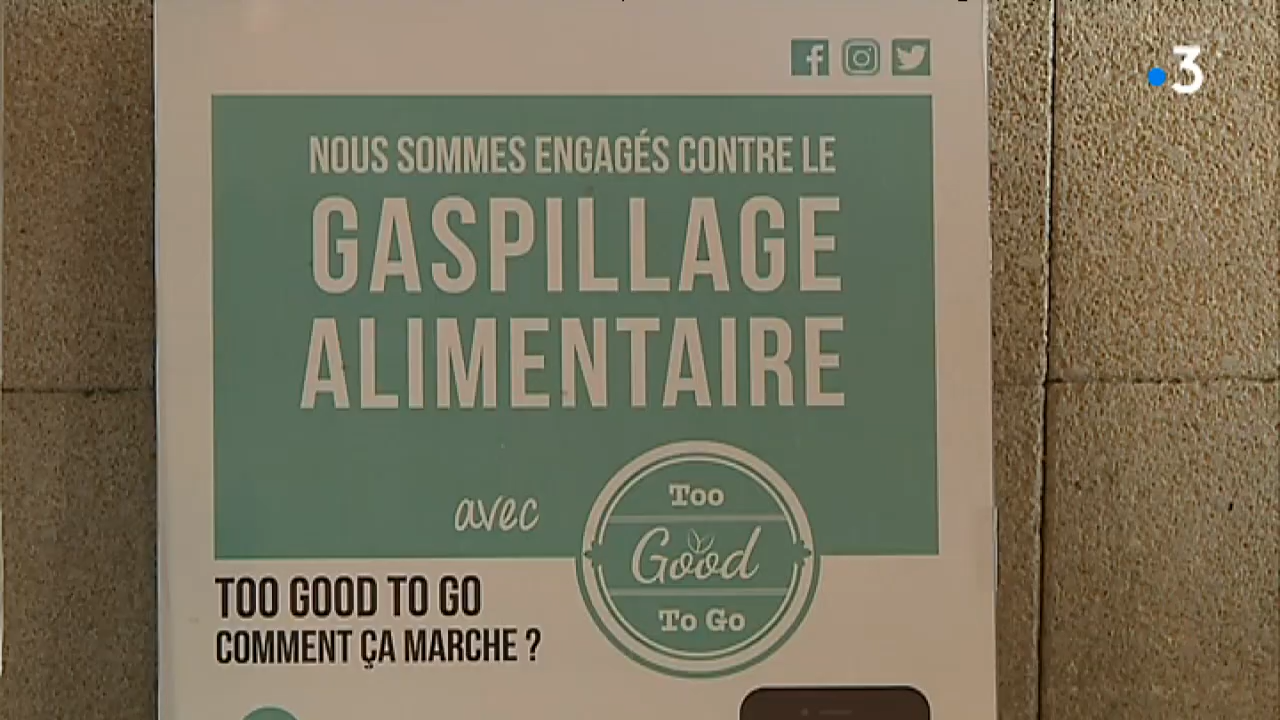 3
NOUS SOMMES ENGAGÉS CONTRE LE
GASPILLAGE
ALIMENTAIRE
avec
Too
Good
To Go
TOO GOOD TO GO
COMMENT ÇA MARCHE ?